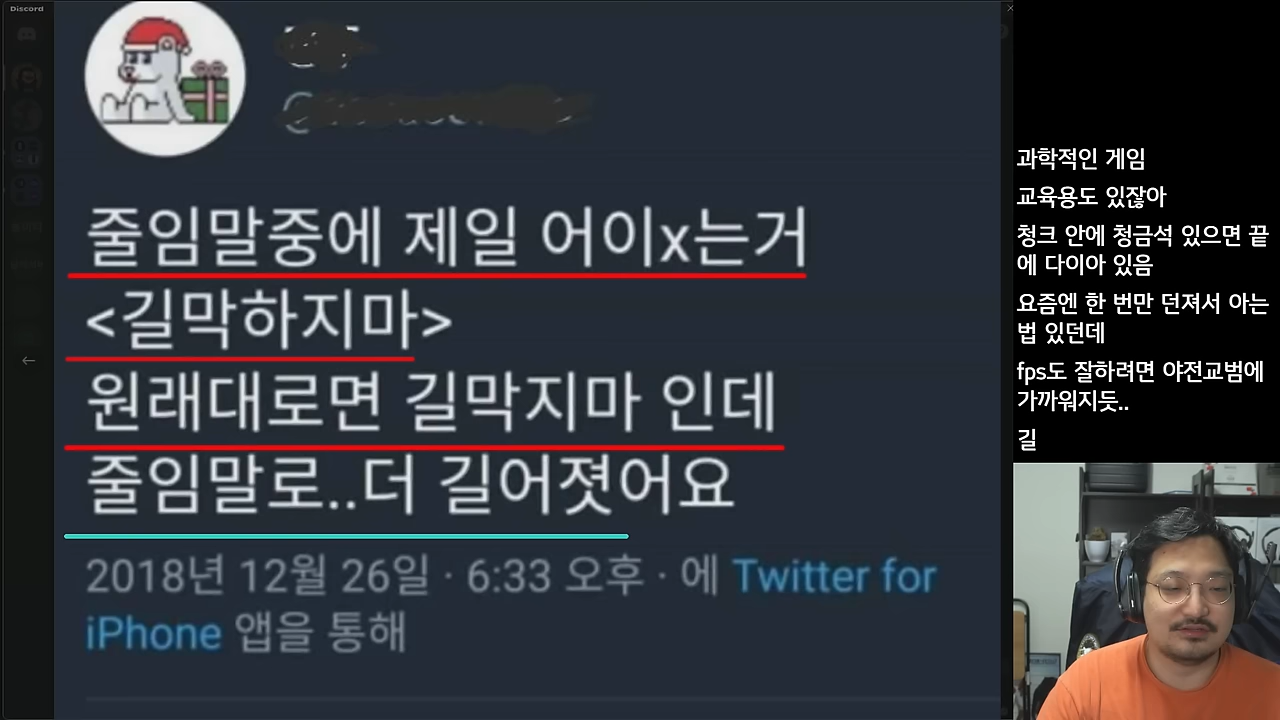 Discord
줄임말중에 제일 어이x는거
<길막하지마>
원래대로면 길막지마 인데
줄임말로..더 길어졋어요
2018년 12월 26일 · 6:33 오후 · 에 Twitter for
iPhone 앱을 통해
과학적인 게임
교육용도 있잖아
청크 안에 청금석 있으면 끝
에 다이아 있음
요즘엔 한 번만 던져서 아는
법 있던데
fps도 잘하려면 야전교범에
가까워지듯..
길